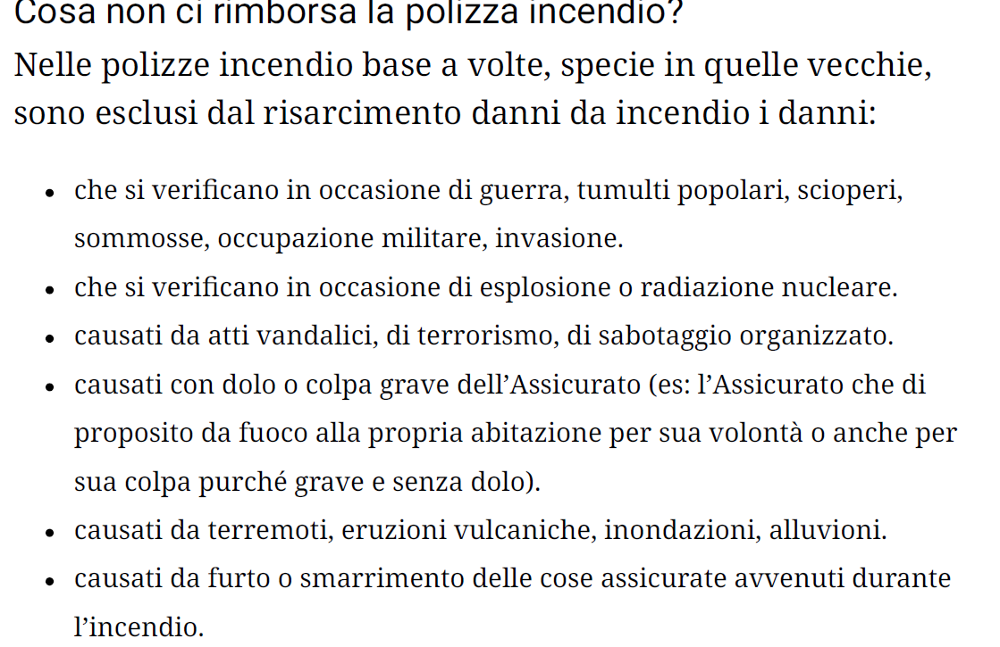 Cosa non ci rimborsa la polizza incendio?
Nelle polizze incendio base a volte, specie in quelle vecchie,
sono esclusi dal risarcimento danni da incendio i danni:
• che si verificano in occasione di guerra, tumulti popolari, scioperi,
sommosse, occupazione militare, invasione.
• che si verificano in occasione di esplosione o radiazione nucleare.
• causati da atti vandalici, di terrorismo, di sabotaggio organizzato.
• causati con dolo o colpa grave dell’Assicurato (es: l’Assicurato che di
proposito da fuoco alla propria abitazione per sua volontà o anche per
sua colpa purché grave e senza dolo).
• causati da terremoti, eruzioni vulcaniche, inondazioni, alluvioni.
• causati da furto o smarrimento delle cose assicurate avvenuti durante
l’incendio.